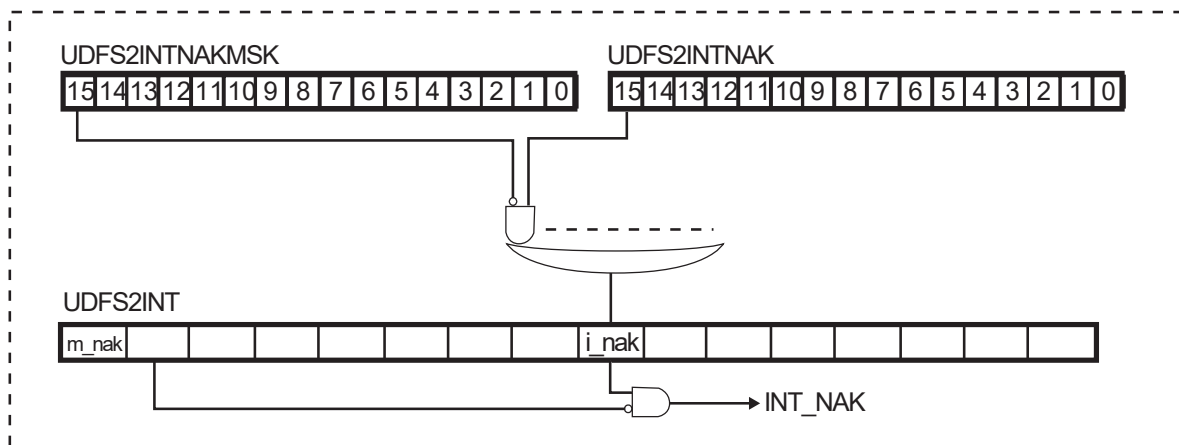 UDFS2INTNAKMSK
UDFS2INTNAK
15 14 13 12 11 10 9 8 7 6 5 4 3 2 1 0
15 14 13 12 11 10 9 8 7 6 5 4 3 2 1 0
UDFS2INT
m_nak
i_nak
INT_NAK